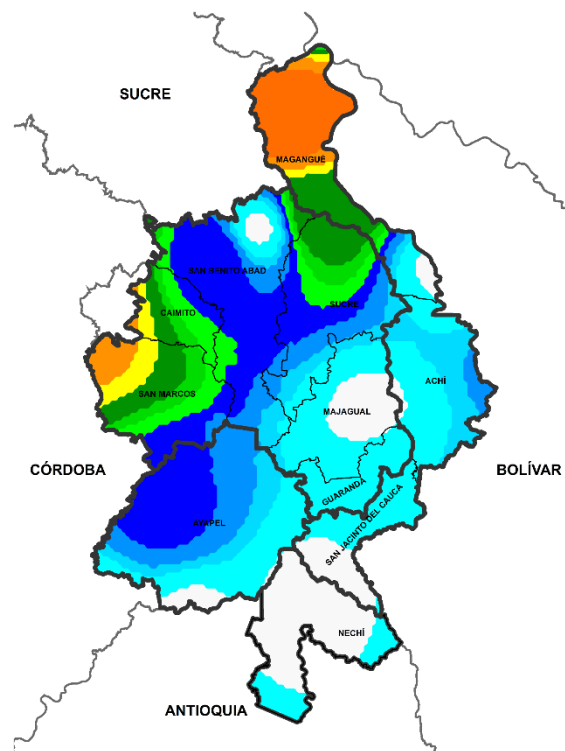 SUCRE
MAGANGUÉ
SAN BENITO ABAD
SUCRE
CAIMITO
ACHÍ
SAN MARCOS
MAJAGUAL
CÓRDOBA
BOLÍVAR
GUARANDA
SAN JACINTO DEL CAUCA
AYAPEL
NECHÍ
ANTIOQUIA